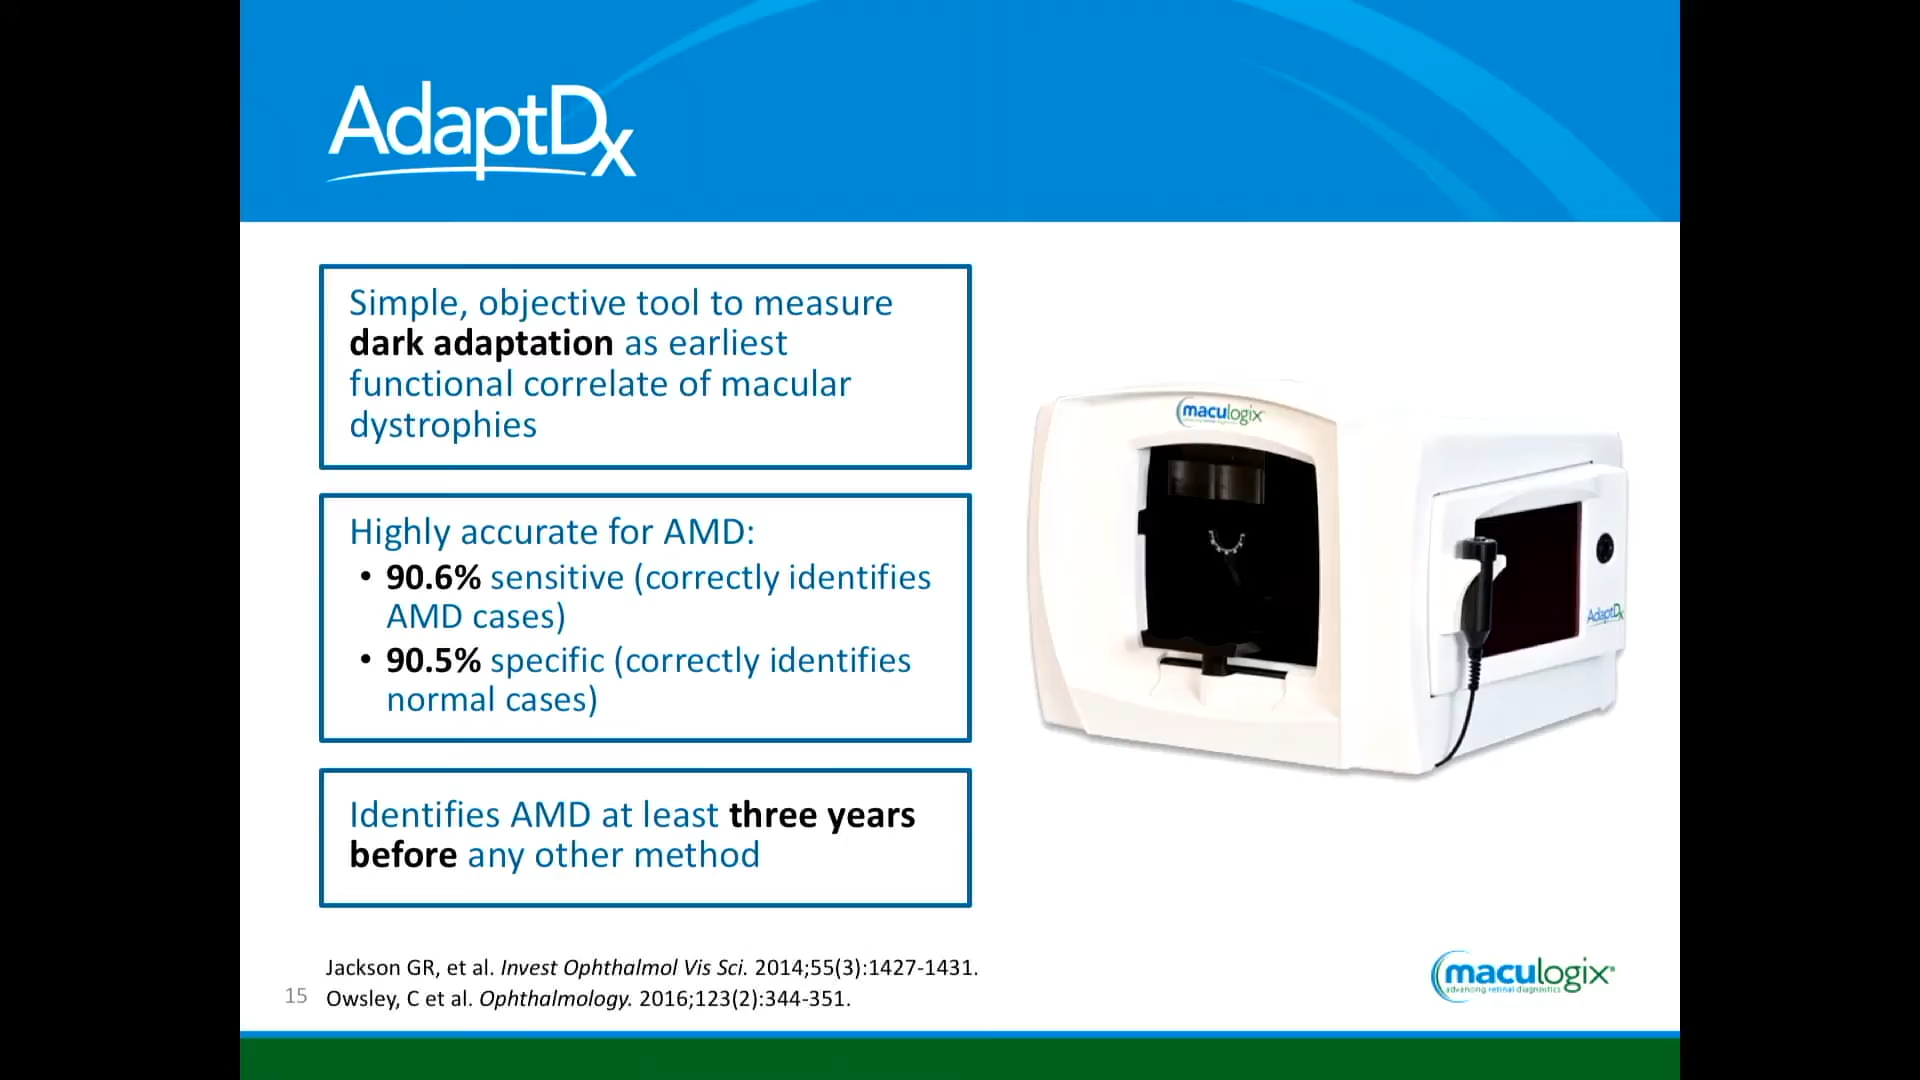 AdaptDx
Simple, objective tool to measure
dark adaptation as earliest
functional correlate of macular
dystrophies
Highly accurate for AMD:
• 90.6% sensitive (correctly identifies
AMD cases)
• 90.5% specific (correctly identifies
normal cases)
Identifies AMD at least three years
before any other method
maculogix
AdaptDx
Jackson GR, et al. Invest Ophthalmol Vis Sci. 2014;55(3):1427-1431.
15 Owsley, C et al. Ophthalmology. 2016;123(2):344-351.
maculogix®
advancing retinal diagnostics